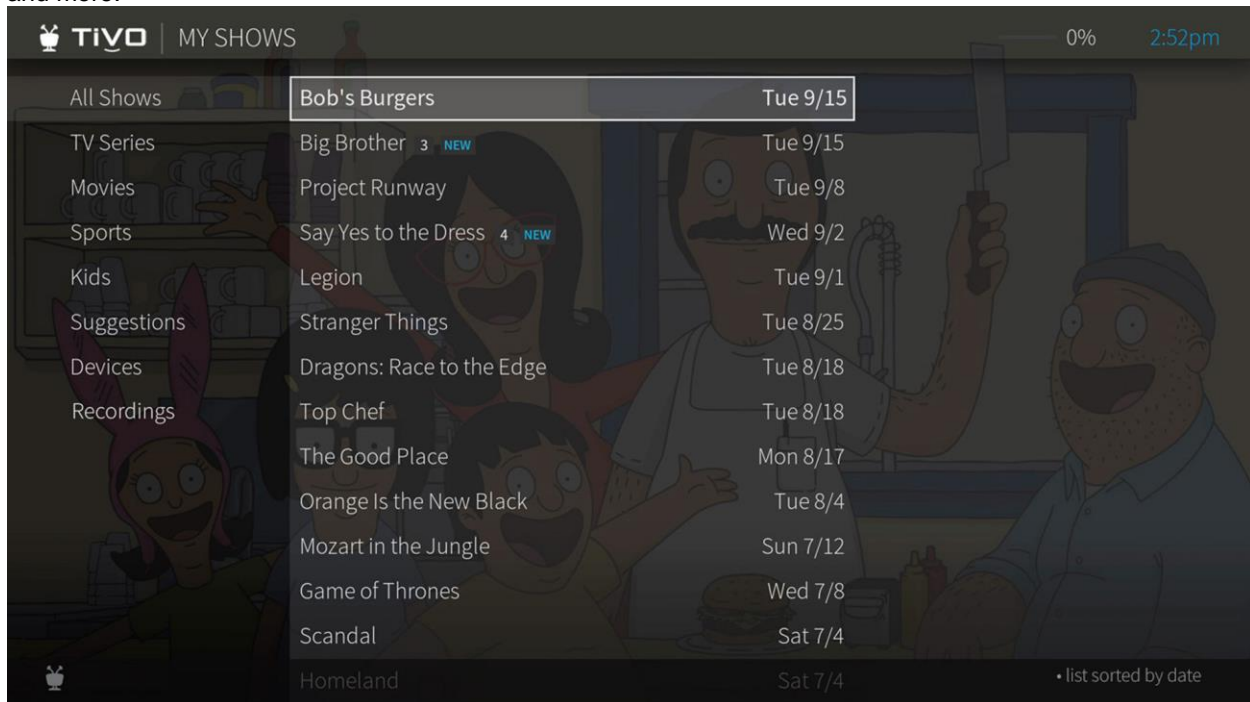 TiVo MY SHOWS 0% 2:52pm
All Shows
TV Series
Movies
Sports
Kids
Suggestions
Devices
Recordings
Bob's Burgers Tue 9/15
Big Brother 3 NEW Tue 9/15
Project Runway Tue 9/8
Say Yes to the Dress 4 NEW Wed 9/2
Legion Tue 9/1
Stranger Things Tue 8/25
Dragons: Race to the Edge Tue 8/18
Top Chef Tue 8/18
The Good Place Mon 8/17
Orange Is the New Black Tue 8/4
Mozart in the Jungle Sun 7/12
Game of Thrones Wed 7/8
Scandal Sat 7/4
Homeland Sat 7/4
• list sorted by date